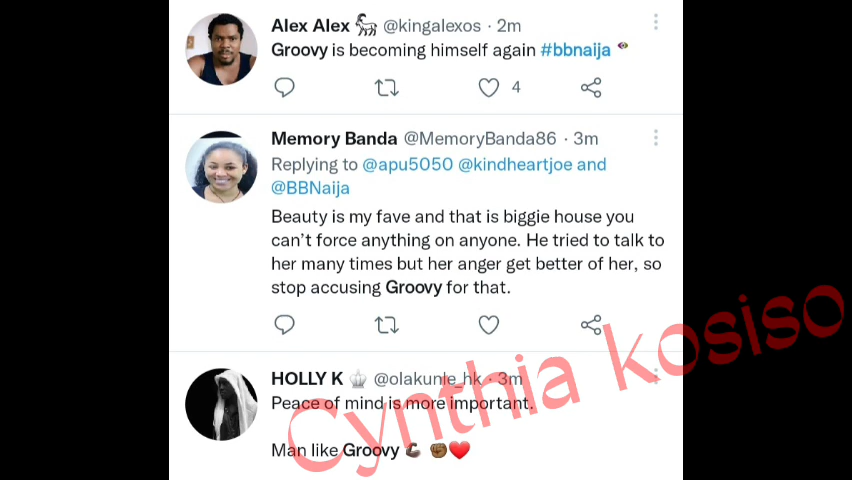 Alex Alex 🐐 @kingalexos · 2m
Groovy is becoming himself again #bbnaija
4
Memory Banda @MemoryBanda86 · 3m
Replying to @apu5050 @kindheartjoe and
@BBNaija
Beauty is my fave and that is biggie house you
can't force anything on anyone. He tried to talk to
her many times but her anger get better of her, so
stop accusing Groovy for that.
HOLLY K 👑 @olakunle_hk · 3m
Peace of mind is more important.
Man like Groovy 💪🏿 ✊🏿❤️
Cynthia kosiso